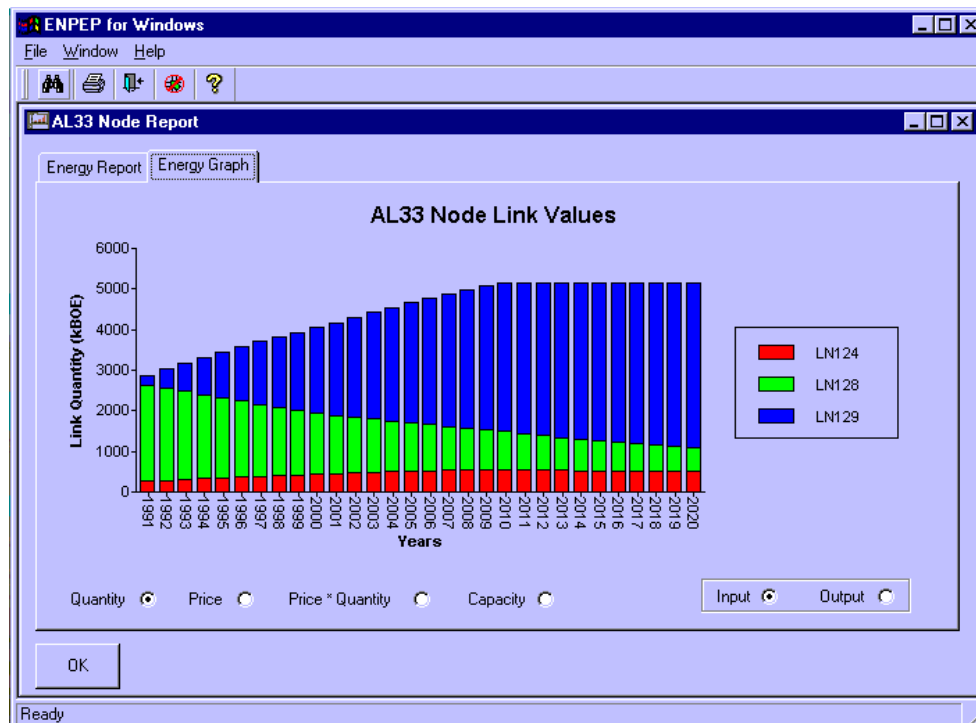 ENPEP for Windows
File Window Help
AL33 Node Report
Energy Report Energy Graph
AL33 Node Link Values
6000
5000
4000
3000
2000
1000
0
Link Quantity (kBOE)
1991 1992 1993 1994 1995 1996 1997 1998 1999 2000 2001 2002 2003 2004 2005 2006 2007 2008 2009 2010 2011 2012 2013 2014 2015 2016 2017 2018 2019 2020
Years
LN124
LN128
LN129
Quantity Price Price * Quantity Capacity Input Output
OK
Ready